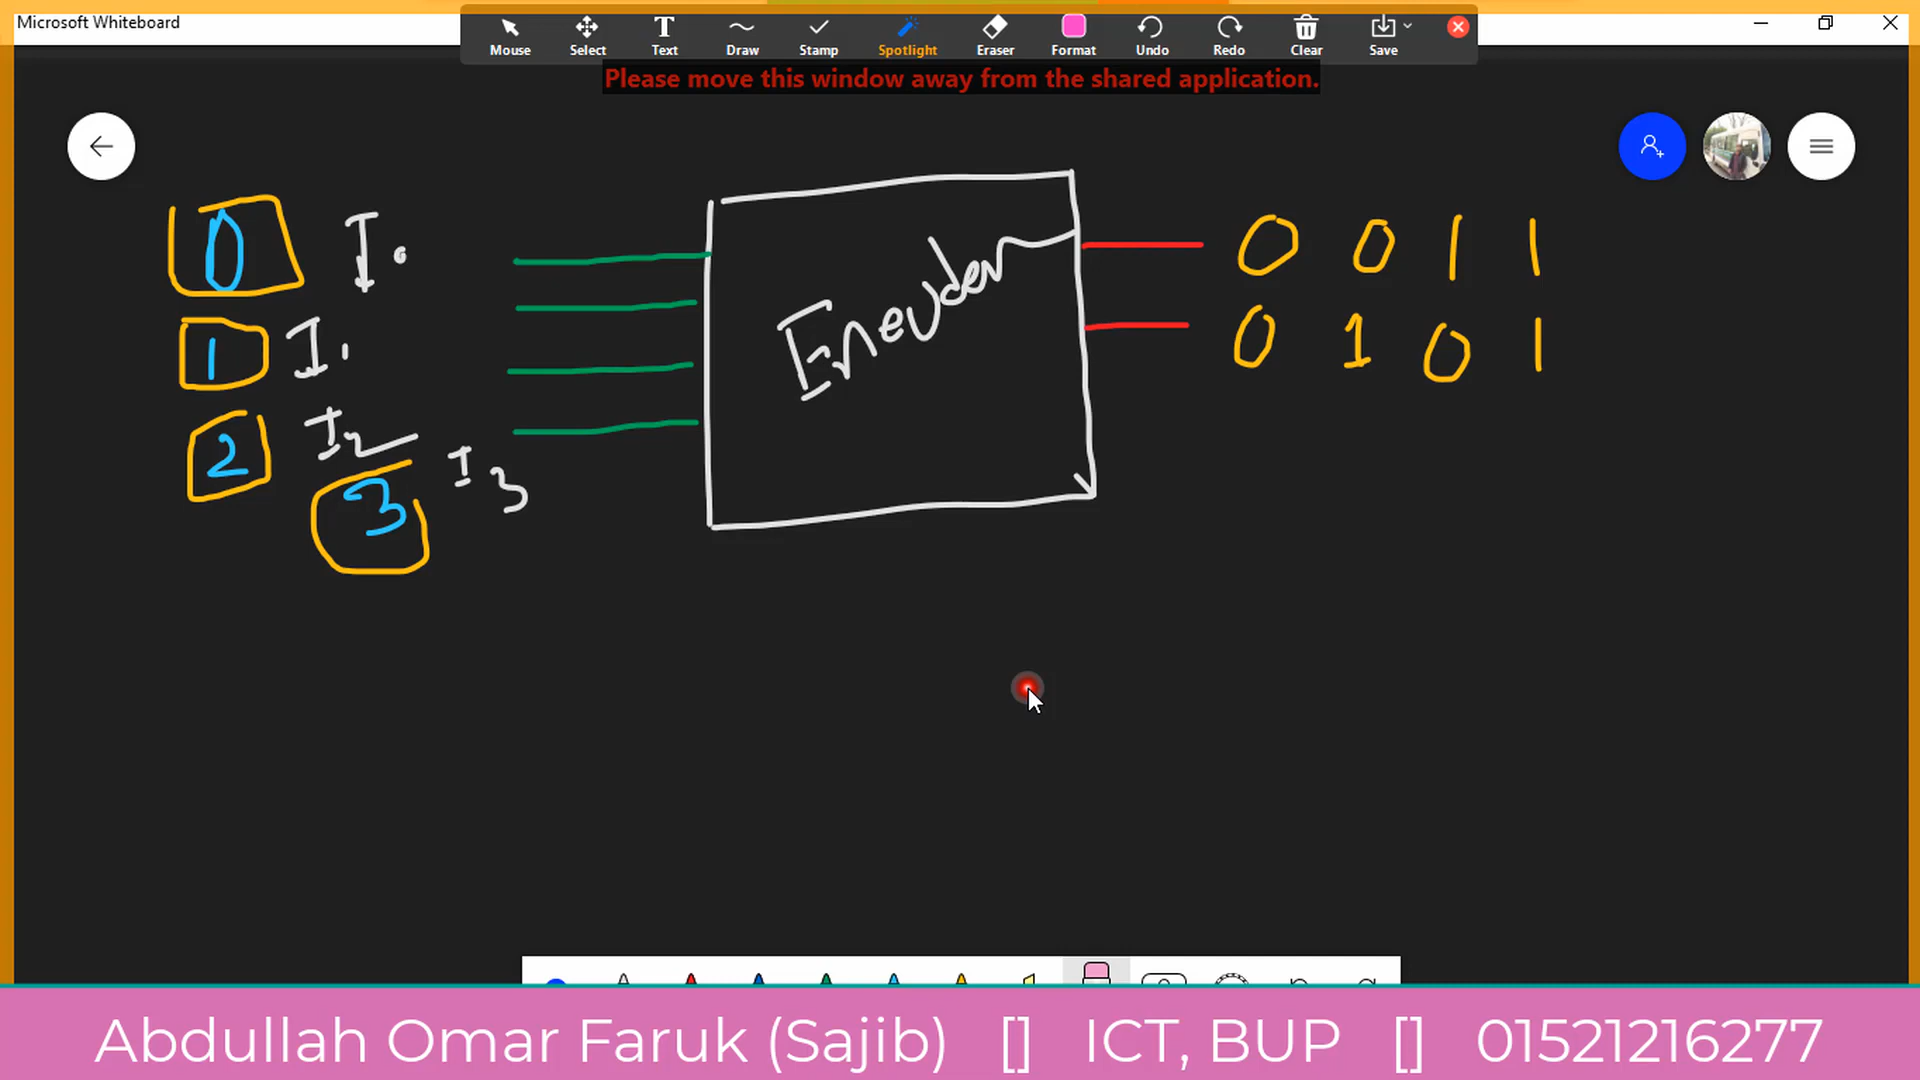 Microsoft Whiteboard
Mouse Select Text Draw Stamp Spotlight Eraser Format Undo Redo Clear Save
Please move this window away from the shared application.
0 I0
1 I1
2 I2
3 I3
Encoder
0 0 1 1
0 1 0 1
Abdullah Omar Faruk (Sajib) [] ICT, BUP [] 01521216277